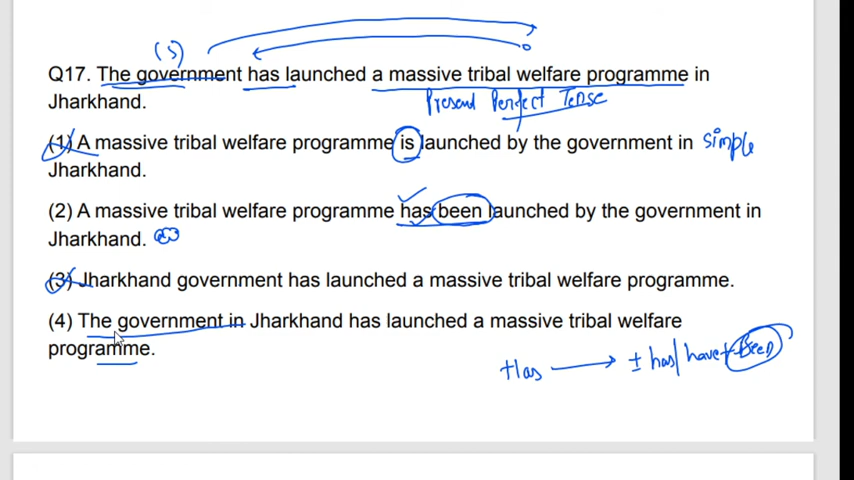 (S)
Q17. The government has launched a massive tribal welfare programme in
Jharkhand.
Present Perfect Tense
(1) A massive tribal welfare programme is launched by the government in simple
Jharkhand.
(2) A massive tribal welfare programme has been launched by the government in
Jharkhand.
(3) Jharkhand government has launched a massive tribal welfare programme.
(4) The government in Jharkhand has launched a massive tribal welfare
programme.
Has → ± has/have + Been